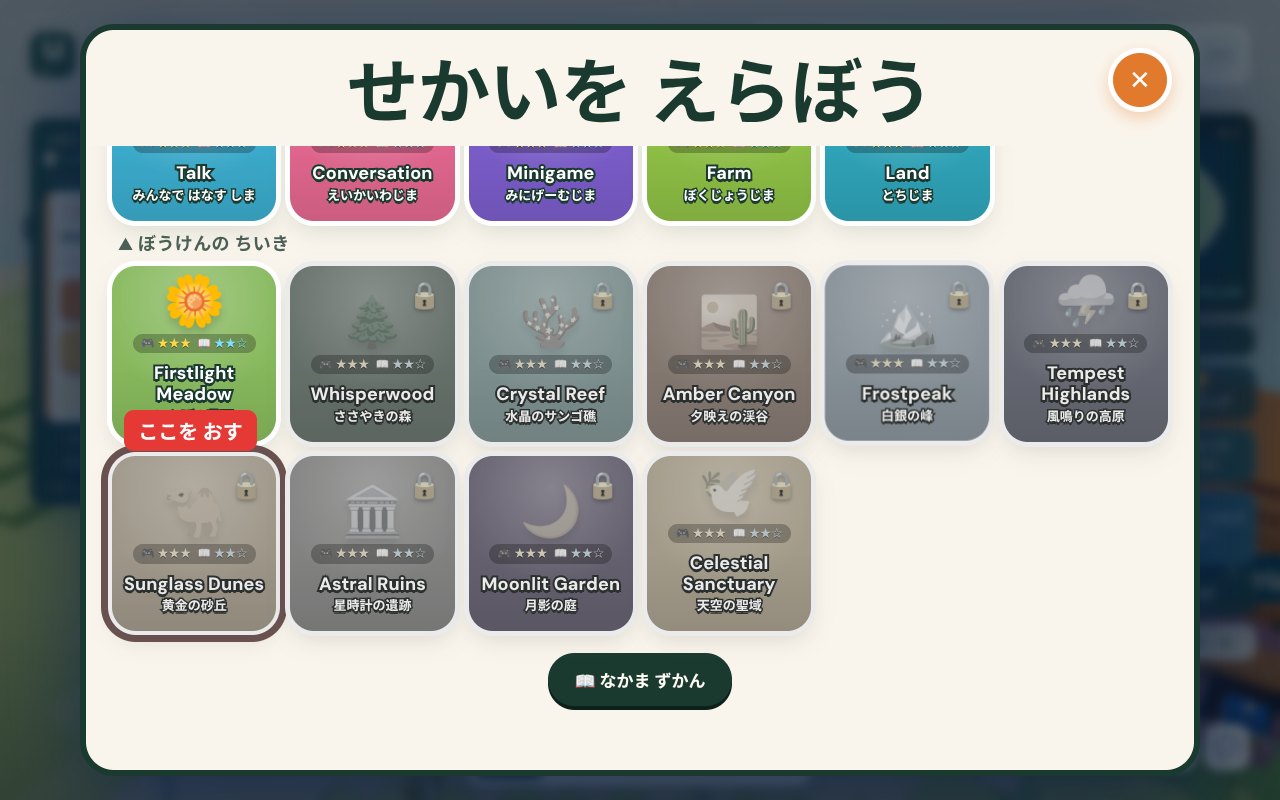 せかいを えらぼう
×
Talk
みんなで はなす しま
Conversation
えいかいわじま
Minigame
みにげーむじま
Farm
ぼくじょうじま
Land
とちじま
▲ ぼうけんの ちいき
★★★ ★★☆
Firstlight
Meadow
★★★ ★★☆
Whisperwood
ささやきの森
★★★ ★★☆
Crystal Reef
水晶のサンゴ礁
★★★ ★★☆
Amber Canyon
夕映えの渓谷
★★★ ★★☆
Frostpeak
白銀の峰
★★★ ★★☆
Tempest
Highlands
風鳴りの高原
ここを おす
★★★ ★★☆
Sunglass Dunes
黄金の砂丘
★★★ ★★☆
Astral Ruins
星時計の遺跡
★★★ ★★☆
Moonlit Garden
月影の庭
★★★ ★★☆
Celestial
Sanctuary
天空の聖域
なかま ずかん